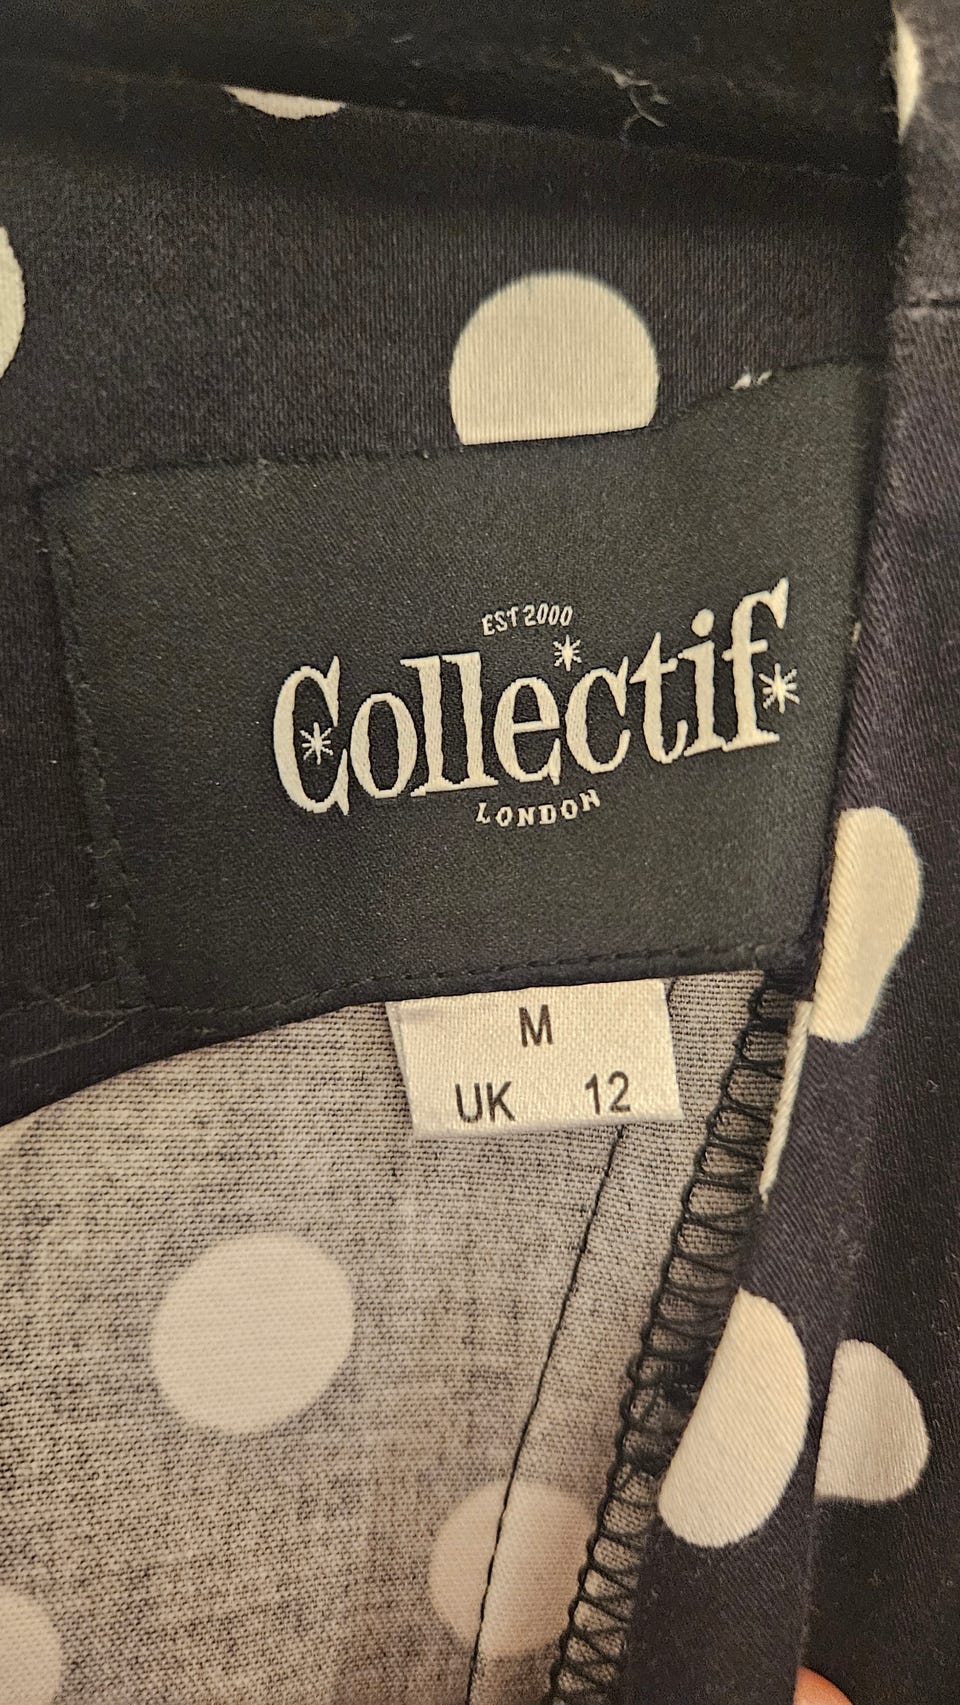 EST 2000
Collectif
LONDON
M
UK 12